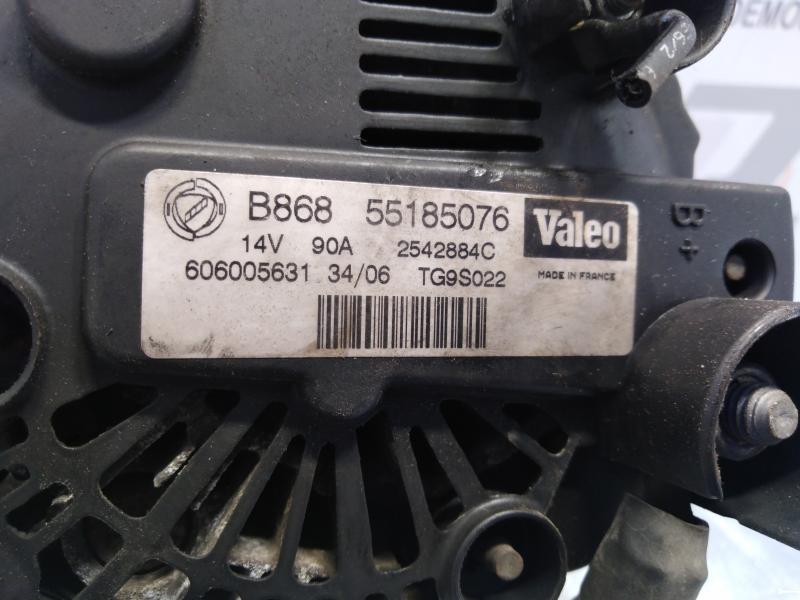 B868 55185076 Valeo
14V 90A 2542884C
606005631 34/06 TG9S022 MADE IN FRANCE
B+